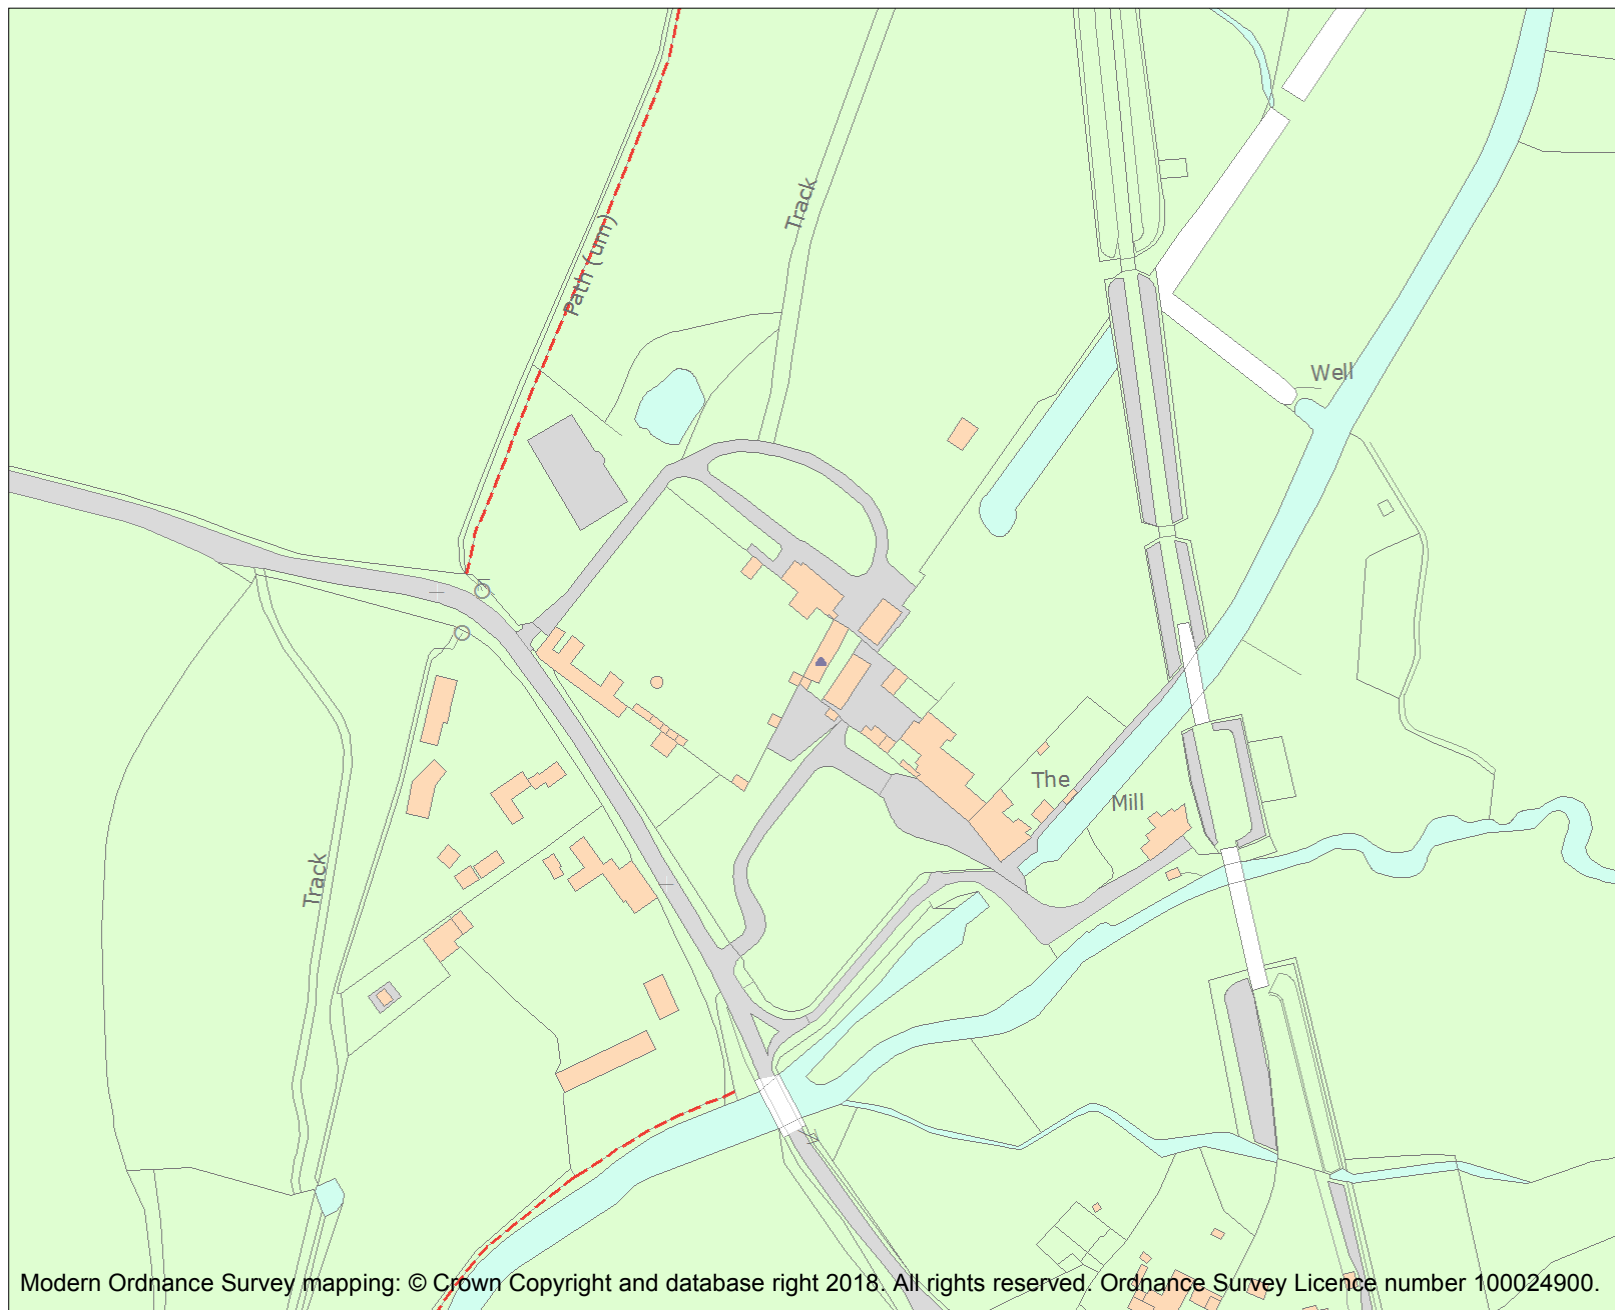 Path (um)
Track
Well
The
Mill
Track
Modern Ordnance Survey mapping: © Crown Copyright and database right 2018. All rights reserved. Ordnance Survey Licence number 100024900.